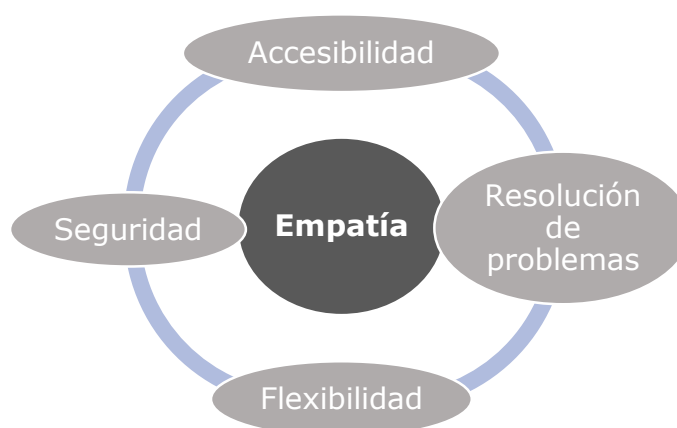 Accesibilidad
Seguridad
Empatía
Resolución
de
problemas
Flexibilidad